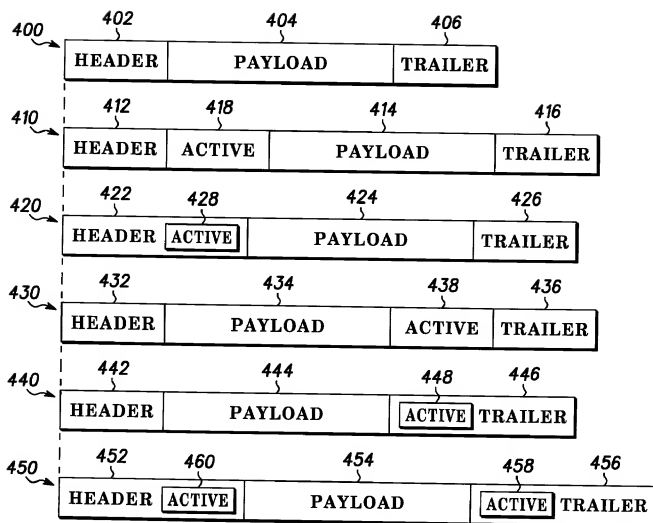 402 404 406
400
HEADER PAYLOAD TRAILER
412 418 414 416
410
HEADER ACTIVE PAYLOAD TRAILER
422 428 424 426
420
HEADER ACTIVE PAYLOAD TRAILER
432 434 438 436
430
HEADER PAYLOAD ACTIVE TRAILER
442 444 448 446
440
HEADER PAYLOAD ACTIVE TRAILER
452 460 454 458 456
450
HEADER ACTIVE PAYLOAD ACTIVE TRAILER